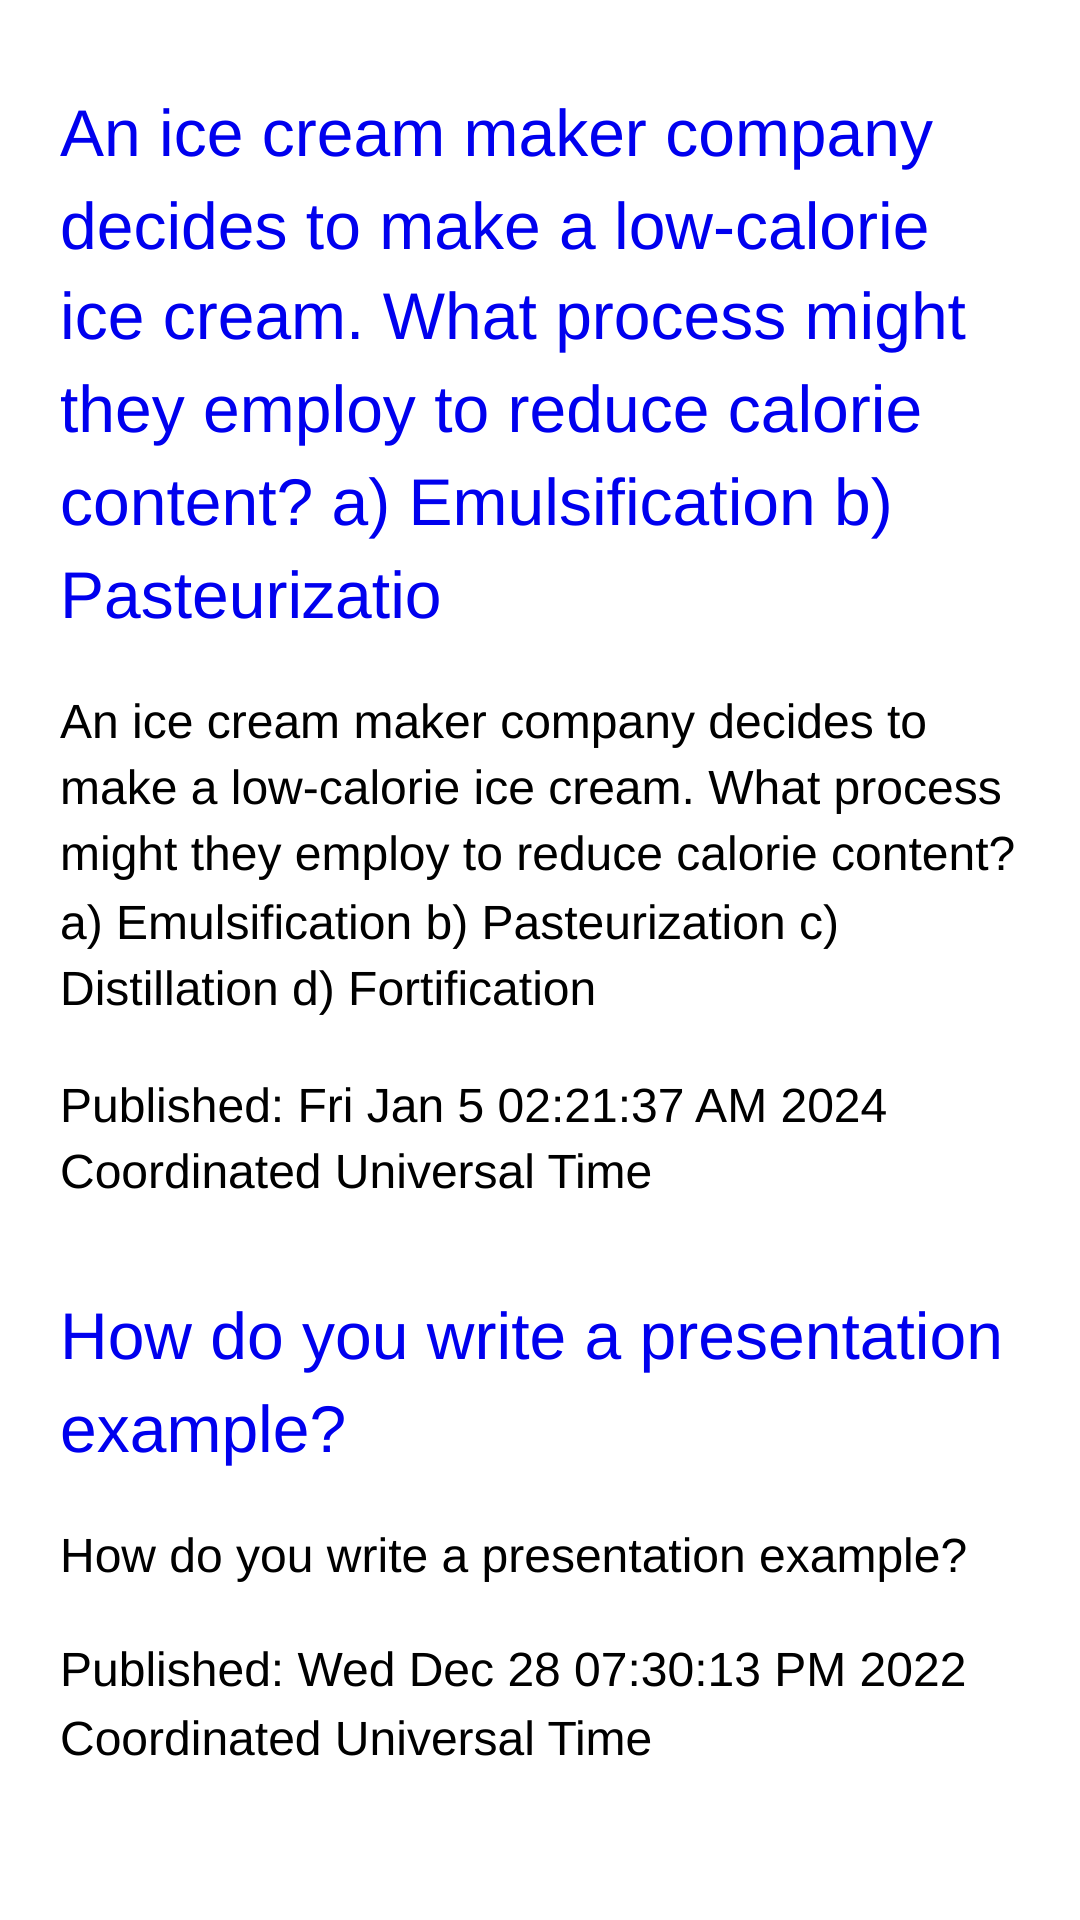 An ice cream maker company
decides to make a low-calorie
ice cream. What process might
they employ to reduce calorie
content? a) Emulsification b)
Pasteurizatio
An ice cream maker company decides to
make a low-calorie ice cream. What process
might they employ to reduce calorie content?
a) Emulsification b) Pasteurization c)
Distillation d) Fortification
Published: Fri Jan 5 02:21:37 AM 2024
Coordinated Universal Time
How do you write a presentation
example?
How do you write a presentation example?
Published: Wed Dec 28 07:30:13 PM 2022
Coordinated Universal Time